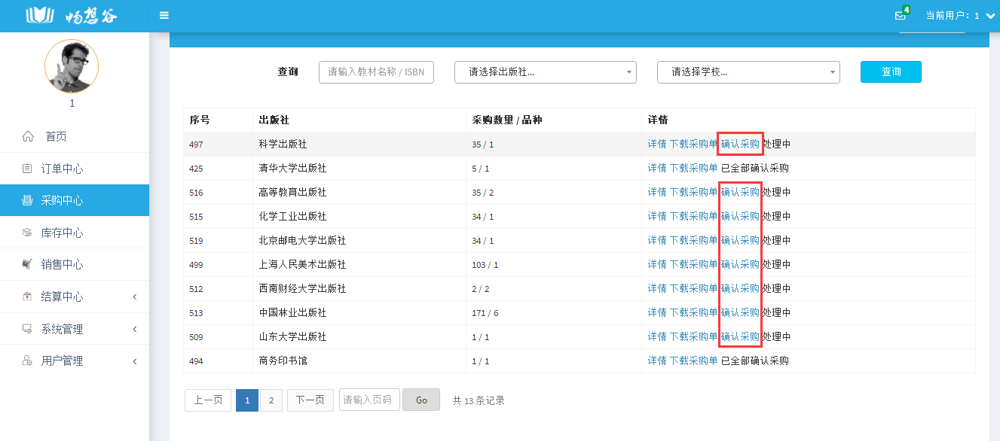 畅想谷
4
当前用户: 1
1
首页
订单中心
采购中心
库存中心
销售中心
结算中心
系统管理
用户管理
查询 请输入教材名称 / ISBN 请选择出版社... 请选择学校... 查询
序号 出版社 采购数量 / 品种 详情
497 科学出版社 35 / 1 详情 下载采购单 确认采购 处理中
425 清华大学出版社 5 / 1 详情 下载采购单 已全部确认采购
516 高等教育出版社 35 / 2 详情 下载采购单 确认采购 处理中
515 化学工业出版社 34 / 1 详情 下载采购单 确认采购 处理中
519 北京邮电大学出版社 34 / 1 详情 下载采购单 确认采购 处理中
499 上海人民美术出版社 103 / 1 详情 下载采购单 确认采购 处理中
512 西南财经大学出版社 2 / 2 详情 下载采购单 确认采购 处理中
513 中国林业出版社 171 / 6 详情 下载采购单 确认采购 处理中
509 山东大学出版社 1 / 1 详情 下载采购单 确认采购 处理中
494 商务印书馆 1 / 1 详情 下载采购单 已全部确认采购
上一页 1 2 下一页 请输入页码 Go 共 13 条记录